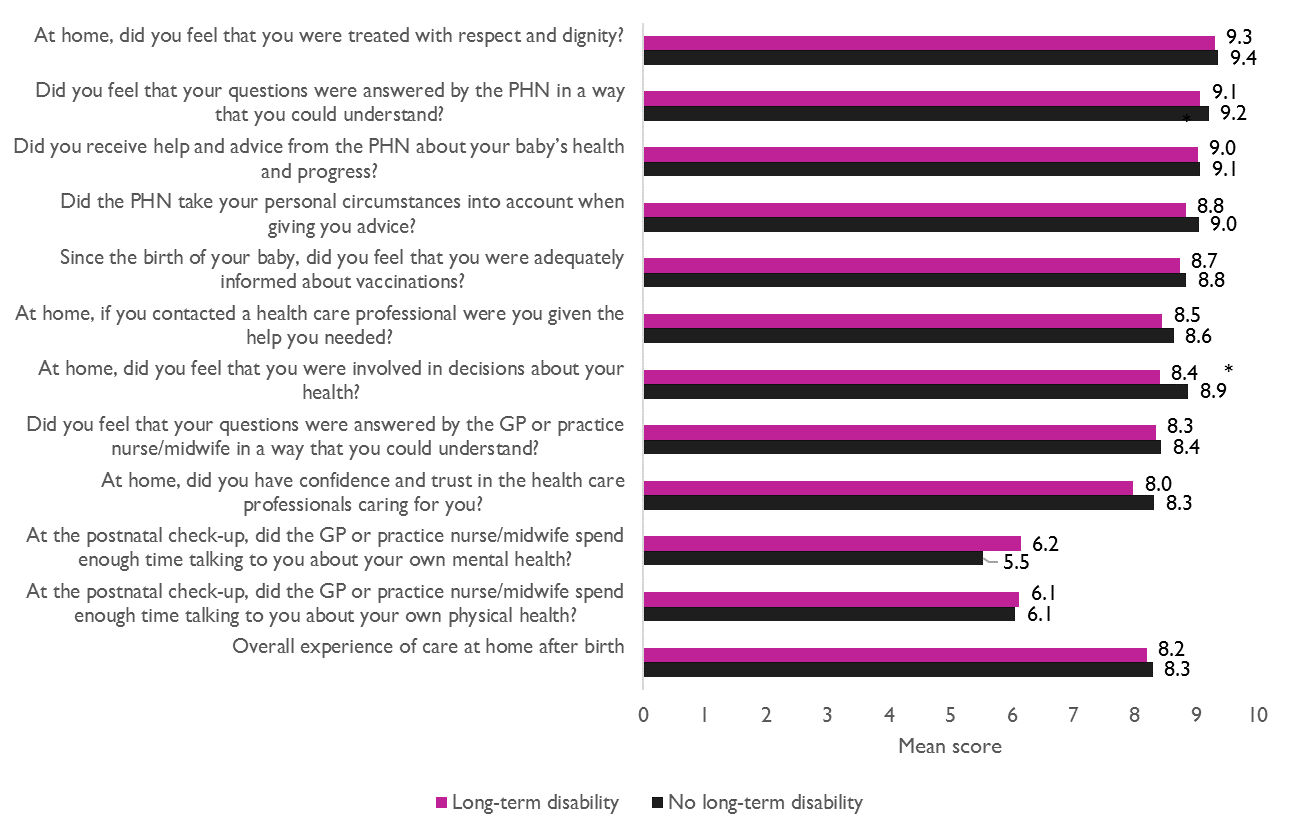 At home, did you feel that you were treated with respect and dignity?
9.3
9.4
Did you feel that your questions were answered by the PHN in a way
that you could understand?
9.1
9.2
*
Did you receive help and advice from the PHN about your baby's health
and progress?
9.0
9.1
Did the PHN take your personal circumstances into account when
giving you advice?
8.8
9.0
Since the birth of your baby, did you feel that you were adequately
informed about vaccinations?
8.7
8.8
At home, if you contacted a health care professional were you given the
help you needed?
8.5
8.6
At home, did you feel that you were involved in decisions about your
health?
8.4 *
8.9
Did you feel that your questions were answered by the GP or practice
nurse/midwife in a way that you could understand?
8.3
8.4
At home, did you have confidence and trust in the health care
professionals caring for you?
8.0
8.3
At the postnatal check-up, did the GP or practice nurse/midwife spend
enough time talking to you about your own mental health?
6.2
5.5
At the postnatal check-up, did the GP or practice nurse/midwife spend
enough time talking to you about your own physical health?
6.1
6.1
Overall experience of care at home after birth
8.2
8.3
0 1 2 3 4 5 6 7 8 9 10
Mean score
Long-term disability No long-term disability